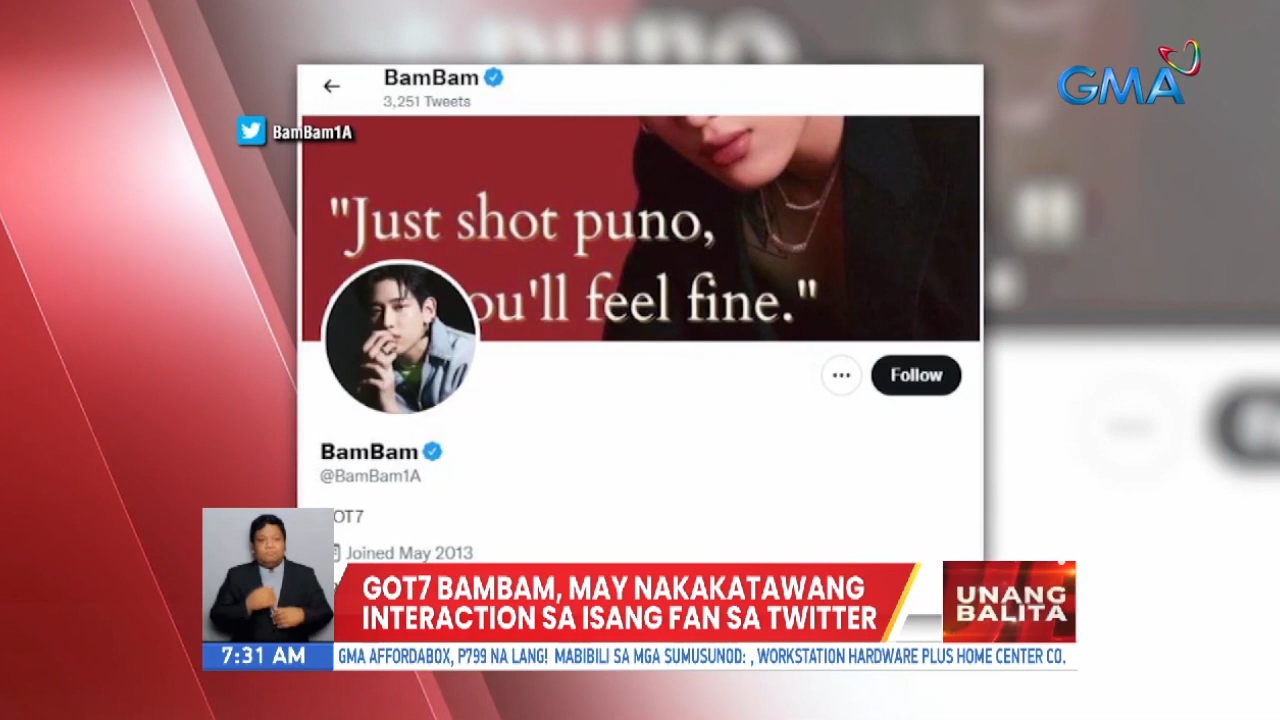 GMA
BamBam
3,251 Tweets
BamBam1A
"Just shot puno,
ou'll feel fine."
Follow
BamBam
@BamBam1A
OT7
Joined May 2013
GOT7 BAMBAM, MAY NAKAKATAWANG
INTERACTION SA ISANG FAN SA TWITTER
UNANG
BALITA
7:31 AM
GMA AFFORDABOX, P799 NA LANG! MABIBILI SA MGA SUMUSUNOD: , WORKSTATION HARDWARE PLUS HOME CENTER CO.